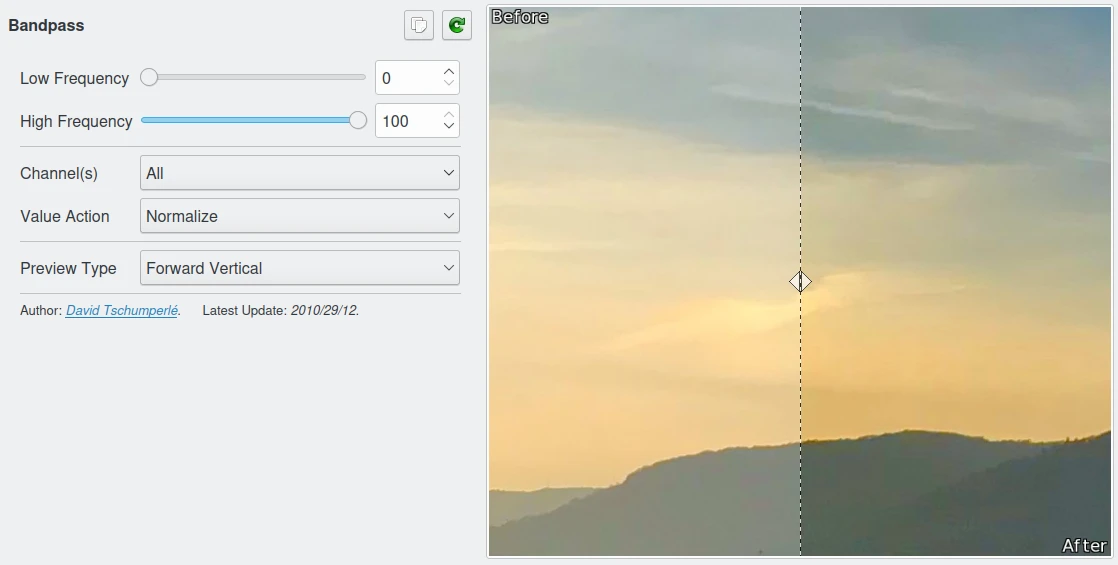 Bandpass
Low Frequency 0
High Frequency 100
Channel(s) All
Value Action Normalize
Preview Type Forward Vertical
Author: David Tschumperlé. Latest Update: 2010/29/12.
Before
After